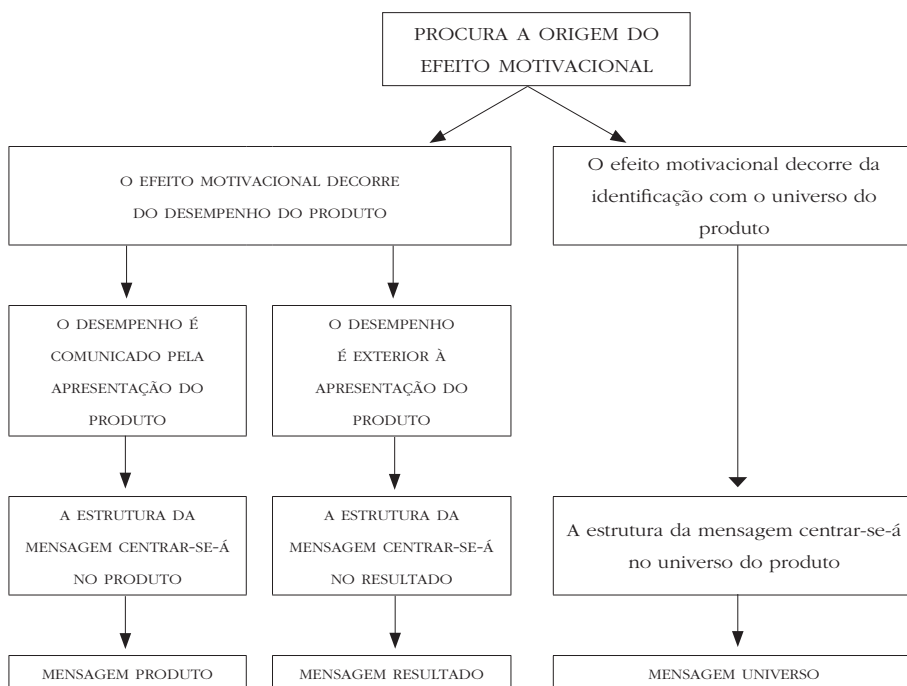 PROCURA A ORIGEM DO
EFEITO MOTIVACIONAL
O EFEITO MOTIVACIONAL DECORRE
DO DESEMPENHO DO PRODUTO
O efeito motivacional decorre da
identificação com o universo do
produto
O DESEMPENHO É
COMUNICADO PELA
APRESENTAÇÃO DO
PRODUTO
O DESEMPENHO
É EXTERIOR À
APRESENTAÇÃO DO
PRODUTO
A ESTRUTURA DA
MENSAGEM CENTRAR-SE-Á
NO PRODUTO
A ESTRUTURA DA
MENSAGEM CENTRAR-SE-Á
NO RESULTADO
A estrutura da mensagem centrar-se-á
no universo do produto
MENSAGEM PRODUTO
MENSAGEM RESULTADO
MENSAGEM UNIVERSO